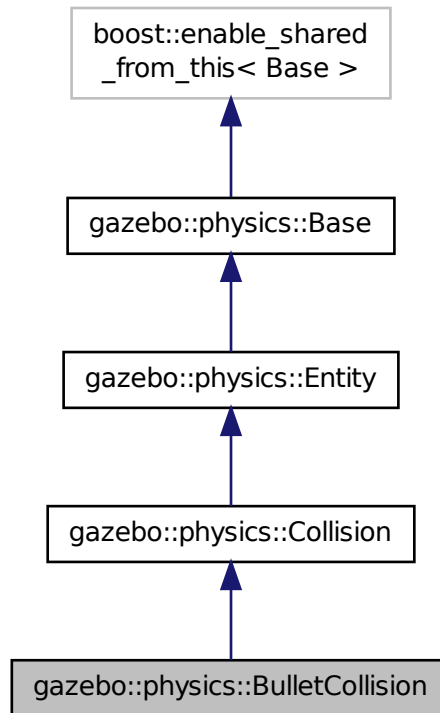 boost::enable_shared
_from_this< Base >
gazebo::physics::Base
gazebo::physics::Entity
gazebo::physics::Collision
gazebo::physics::BulletCollision